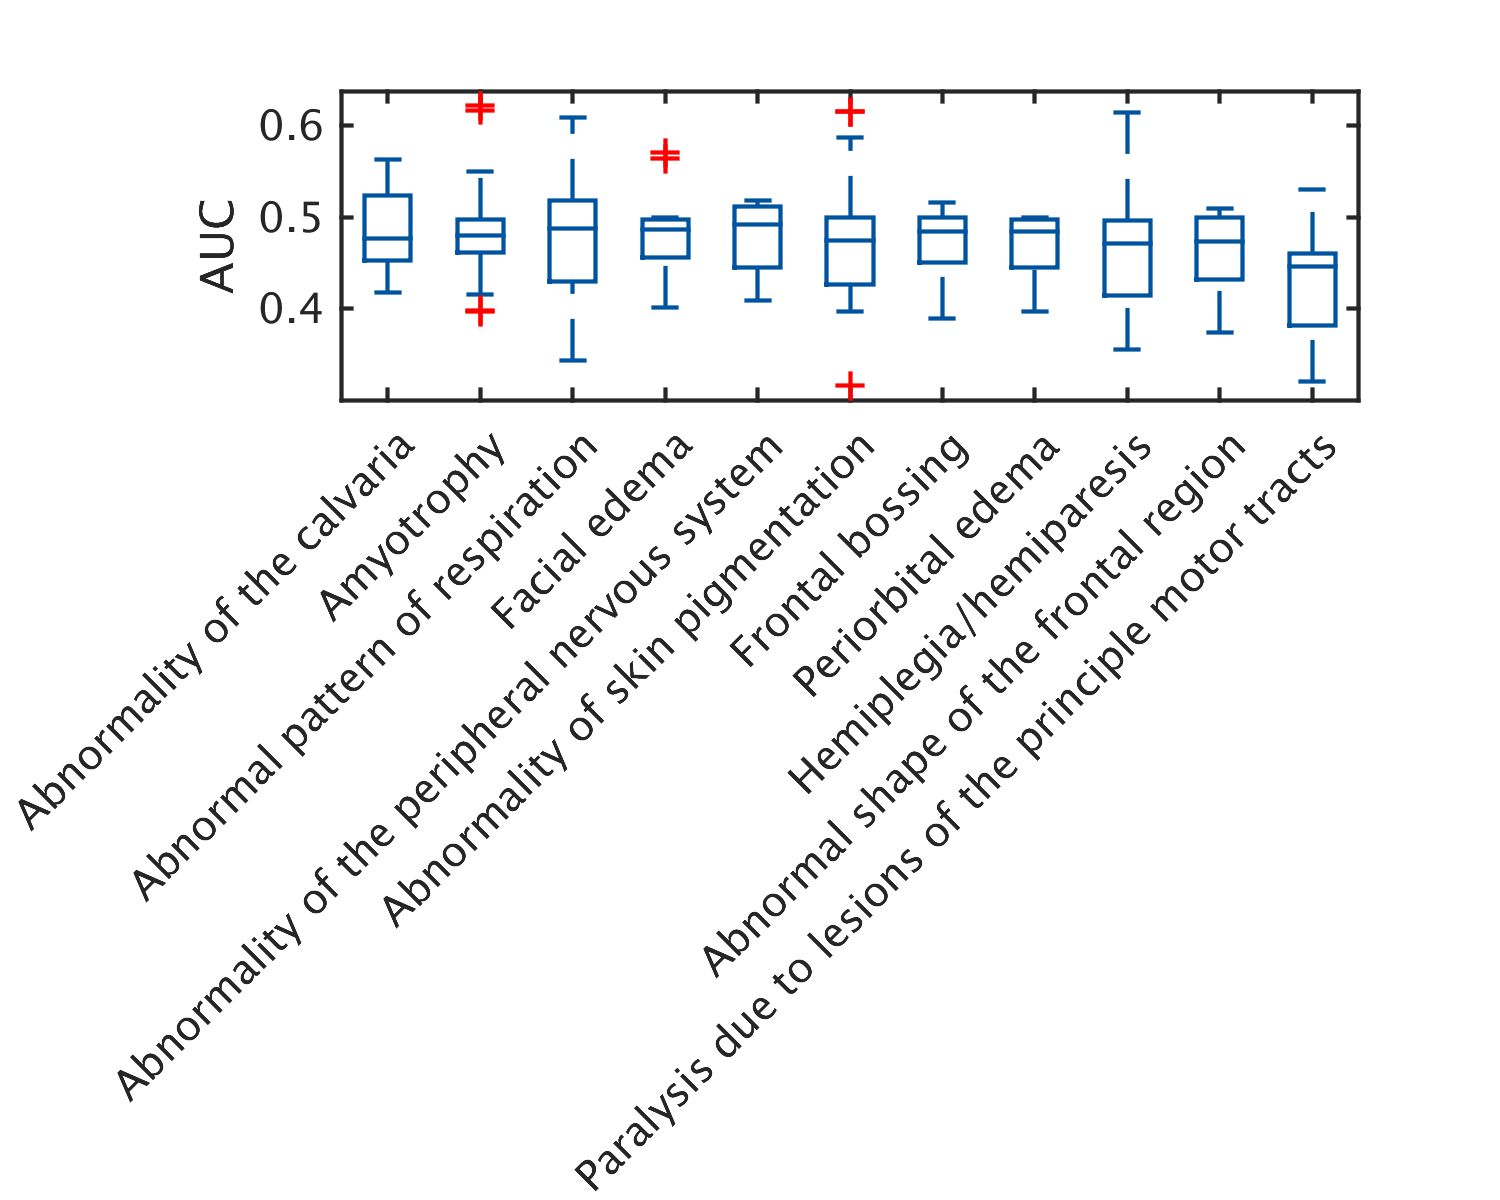 0.6
0.5
0.4
AUC
Abnormality of the calvaria
Amyotrophy
Abnormal pattern of respiration
Facial edema
Abnormality of the peripheral nervous system
Abnormality of skin pigmentation
Frontal bossing
Periorbital edema
Hemiplegia/hemiparesis
Abnormal shape of the frontal region
Paralysis due to lesions of the principle motor tracts